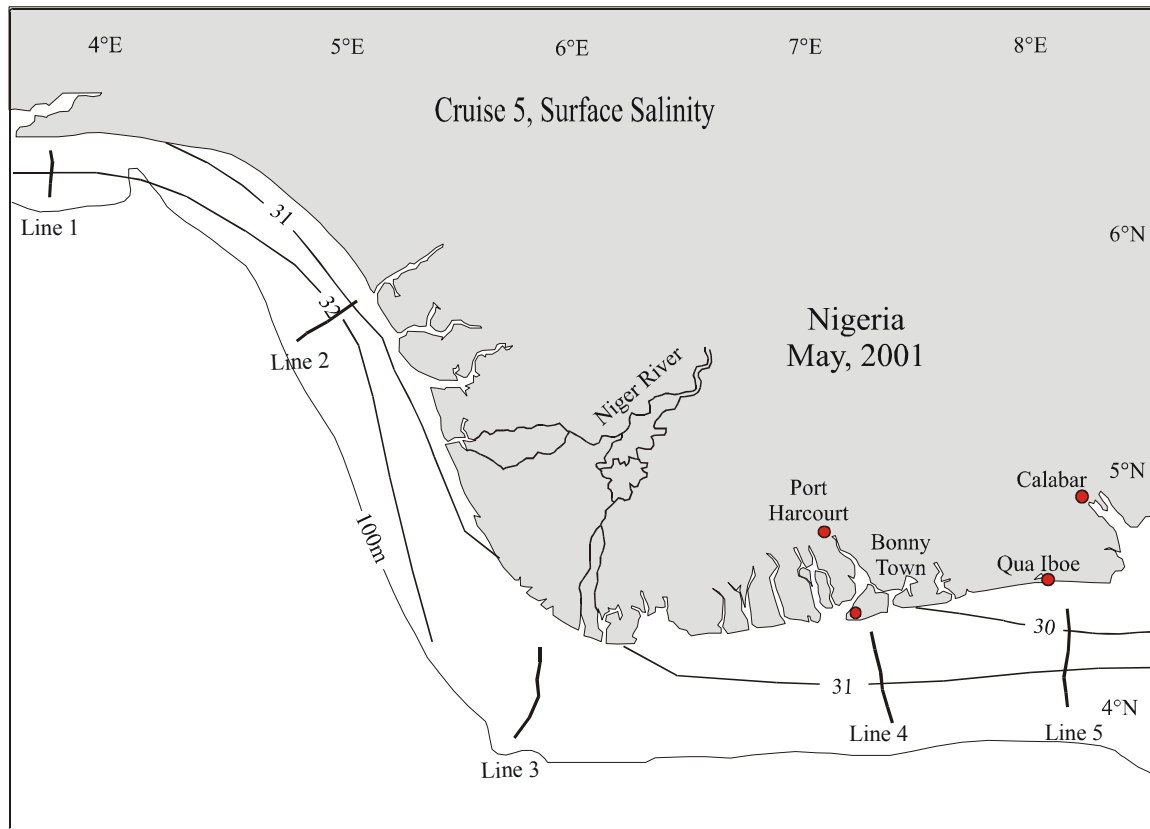 4°E
5°E
6°E
7°E
8°E
Cruise 5, Surface Salinity
31
Line 1
6°N
32
Line 2
Nigeria
May, 2001
Niger River
5°N
Calabar
Port
Harcourt
100m
Bonny
Town
Qua Iboe
30
31
4°N
Line 4
Line 5
Line 3